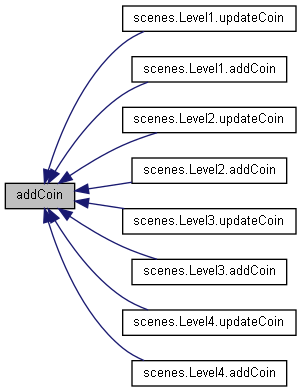 scenes.Level1.updateCoin
scenes.Level1.addCoin
scenes.Level2.updateCoin
scenes.Level2.addCoin
addCoin
scenes.Level3.updateCoin
scenes.Level3.addCoin
scenes.Level4.updateCoin
scenes.Level4.addCoin